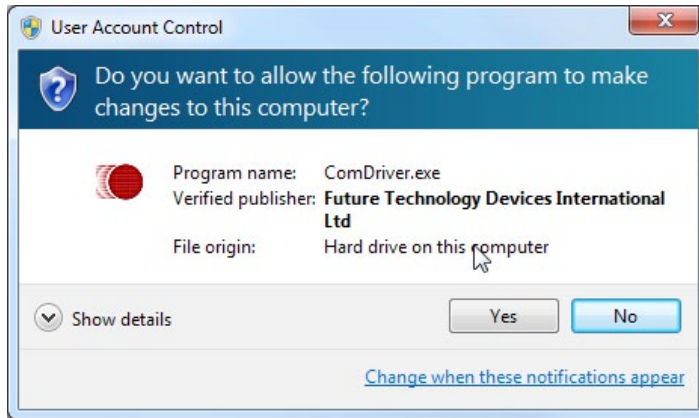 User Account Control
Do you want to allow the following program to make
changes to this computer?
Program name: ComDriver.exe
Verified publisher: Future Technology Devices International
Ltd
File origin: Hard drive on this computer
Show details
Yes
No
Change when these notifications appear